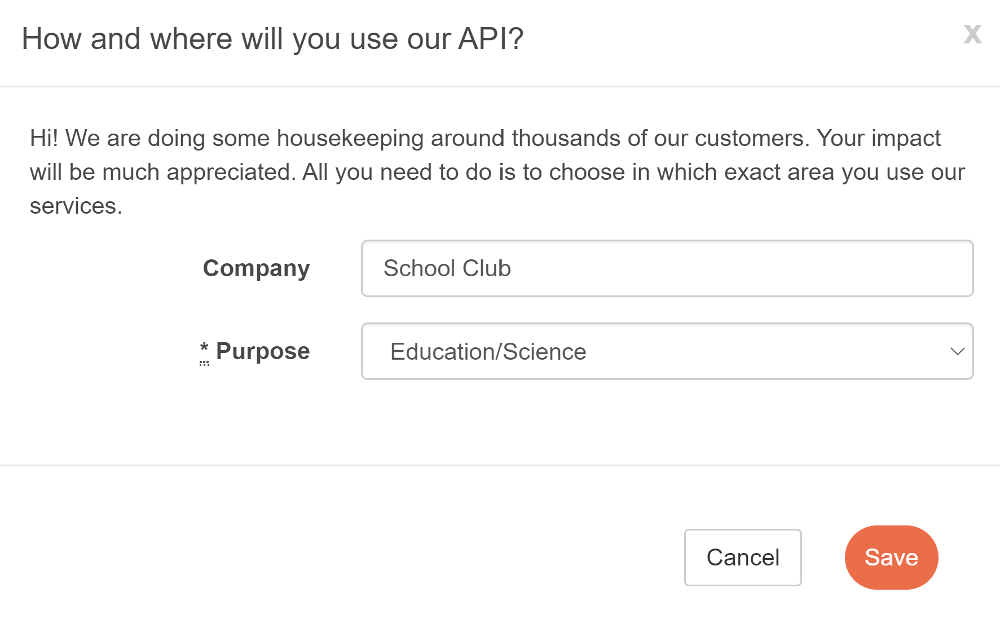 How and where will you use our API?
x
Hi! We are doing some housekeeping around thousands of our customers. Your impact
will be much appreciated. All you need to do is to choose in which exact area you use our
services.
Company
School Club
* Purpose
Education/Science
Cancel
Save